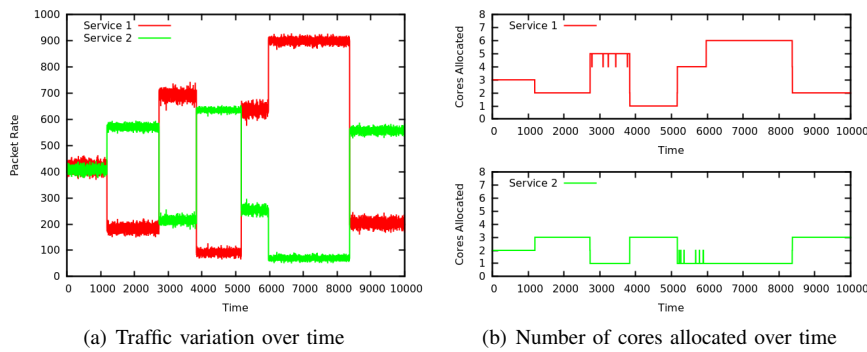 Service 1
Service 2
1000
900
800
700
600
500
400
300
200
100
0
Packet Rate
0 1000 2000 3000 4000 5000 6000 7000 8000 9000 10000
Time
(a) Traffic variation over time
Service 1
8
7
6
5
4
3
2
1
0
Cores Allocated
0 1000 2000 3000 4000 5000 6000 7000 8000 9000 10000
Time
Service 2
8
7
6
5
4
3
2
1
0
Cores Allocated
0 1000 2000 3000 4000 5000 6000 7000 8000 9000 10000
Time
(b) Number of cores allocated over time